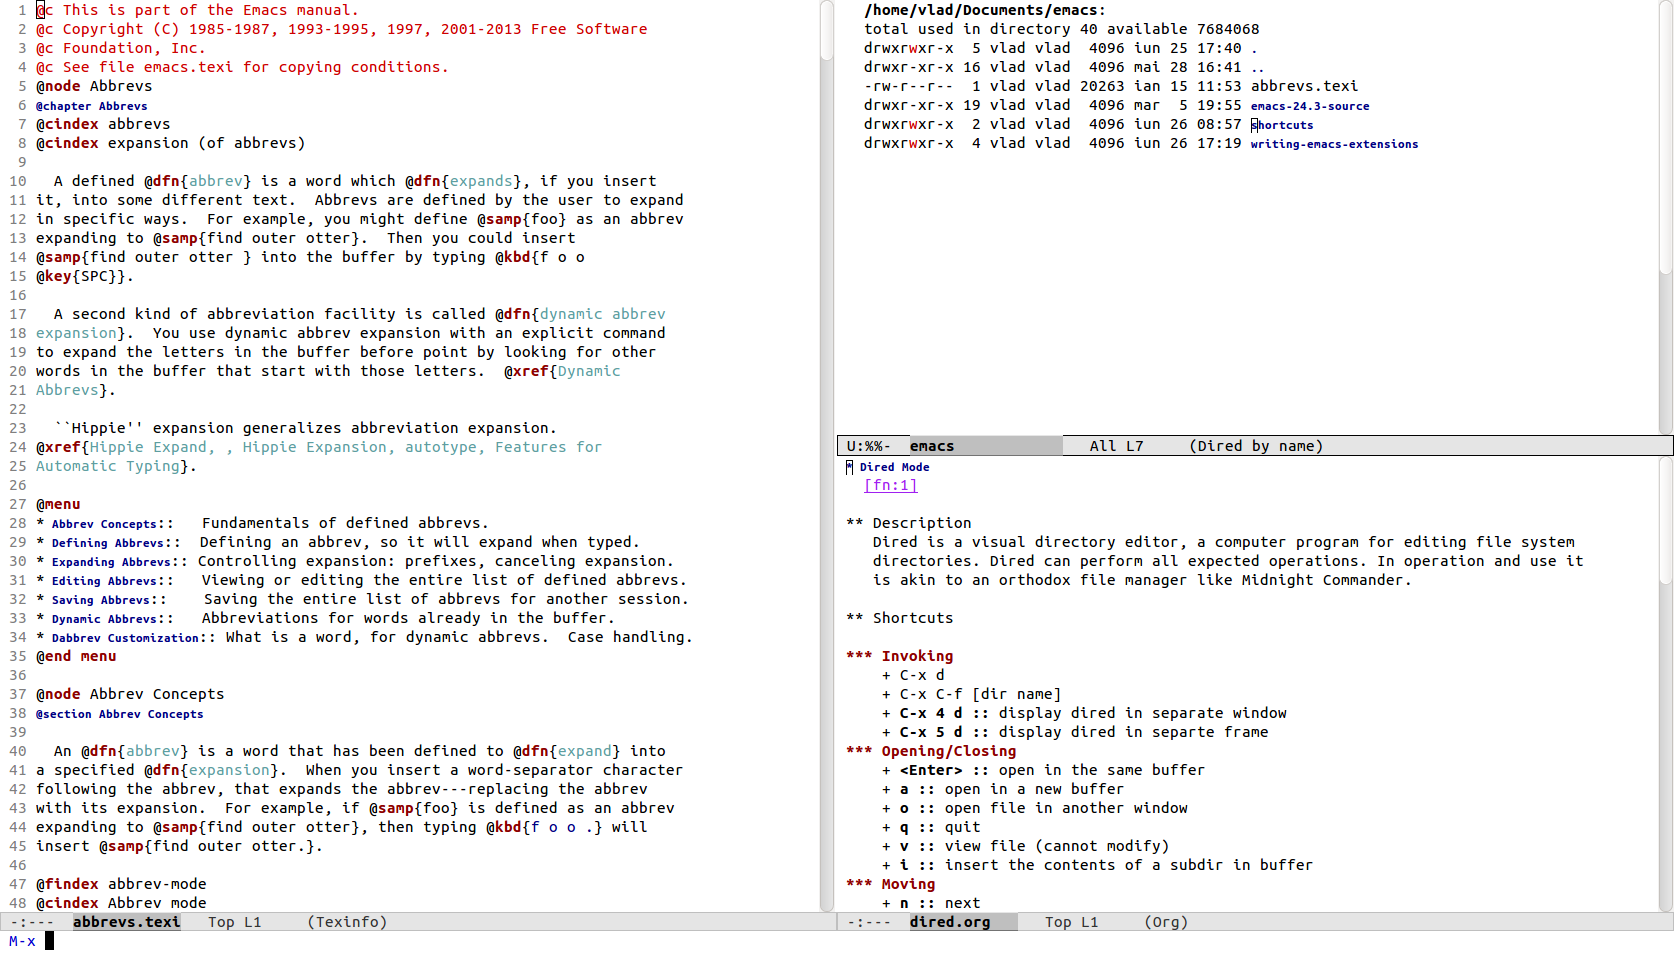 1 @c This is part of the Emacs manual.
2 @c Copyright (C) 1985-1987, 1993-1995, 1997, 2001-2013 Free Software
3 @c Foundation, Inc.
4 @c See file emacs.texi for copying conditions.
5 @node Abbrevs
6 @chapter Abbrevs
7 @cindex abbrevs
8 @cindex expansion (of abbrevs)
9
10   A defined @dfn{abbrev} is a word which @dfn{expands}, if you insert
11 it, into some different text.  Abbrevs are defined by the user to expand
12 in specific ways.  For example, you might define @samp{foo} as an abbrev
13 expanding to @samp{find outer otter}.  Then you could insert
14 @samp{find outer otter } into the buffer by typing @kbd{f o o
15 @key{SPC}}.
16
17   A second kind of abbreviation facility is called @dfn{dynamic abbrev
18 expansion}.  You use dynamic abbrev expansion with an explicit command
19 to expand the letters in the buffer before point by looking for other
20 words in the buffer that start with those letters.  @xref{Dynamic
21 Abbrevs}.
22
23   ``Hippie'' expansion generalizes abbreviation expansion.
24 @xref{Hippie Expand, , Hippie Expansion, autotype, Features for
25 Automatic Typing}.
26
27 @menu
28 * Abbrev Concepts::   Fundamentals of defined abbrevs.
29 * Defining Abbrevs::  Defining an abbrev, so it will expand when typed.
30 * Expanding Abbrevs:: Controlling expansion: prefixes, canceling expansion.
31 * Editing Abbrevs::   Viewing or editing the entire list of defined abbrevs.
32 * Saving Abbrevs::    Saving the entire list of abbrevs for another session.
33 * Dynamic Abbrevs::   Abbreviations for words already in the buffer.
34 * Dabbrev Customization:: What is a word, for dynamic abbrevs.  Case handling.
35 @end menu
36
37 @node Abbrev Concepts
38 @section Abbrev Concepts
39
40   An @dfn{abbrev} is a word that has been defined to @dfn{expand} into
41 a specified @dfn{expansion}.  When you insert a word-separator character
42 following the abbrev, that expands the abbrev---replacing the abbrev
43 with its expansion.  For example, if @samp{foo} is defined as an abbrev
44 expanding to @samp{find outer otter}, then typing @kbd{f o o .} will
45 insert @samp{find outer otter.}.
46
47 @findex abbrev-mode
48 @cindex Abbrev mode
-:---  abbrevs.texi   Top L1     (Texinfo)
M-x
/home/vlad/Documents/emacs:
total used in directory 40 available 7684068
drwxrwxr-x  5 vlad vlad  4096 iun 25 17:40 .
drwxr-xr-x 16 vlad vlad  4096 mai 28 16:41 ..
-rw-r--r--  1 vlad vlad 20263 ian 15 11:53 abbrevs.texi
drwxr-xr-x 19 vlad vlad  4096 mar  5 19:55 emacs-24.3-source
drwxrwxr-x  2 vlad vlad  4096 iun 26 08:57 shortcuts
drwxrwxr-x  4 vlad vlad  4096 iun 26 17:19 writing-emacs-extensions
U:%%-  emacs               All L7     (Dired by name)
* Dired Mode
[fn:1]
** Description
Dired is a visual directory editor, a computer program for editing file system
directories. Dired can perform all expected operations. In operation and use it
is akin to an orthodox file manager like Midnight Commander.
** Shortcuts
*** Invoking
+ C-x d
+ C-x C-f [dir name]
+ C-x 4 d :: display dired in separate window
+ C-x 5 d :: display dired in separte frame
*** Opening/Closing
+ <Enter> :: open in the same buffer
+ a :: open in a new buffer
+ o :: open file in another window
+ q :: quit
+ v :: view file (cannot modify)
+ i :: insert the contents of a subdir in buffer
*** Moving
+ n :: next
-:---  dired.org      Top L1     (Org)